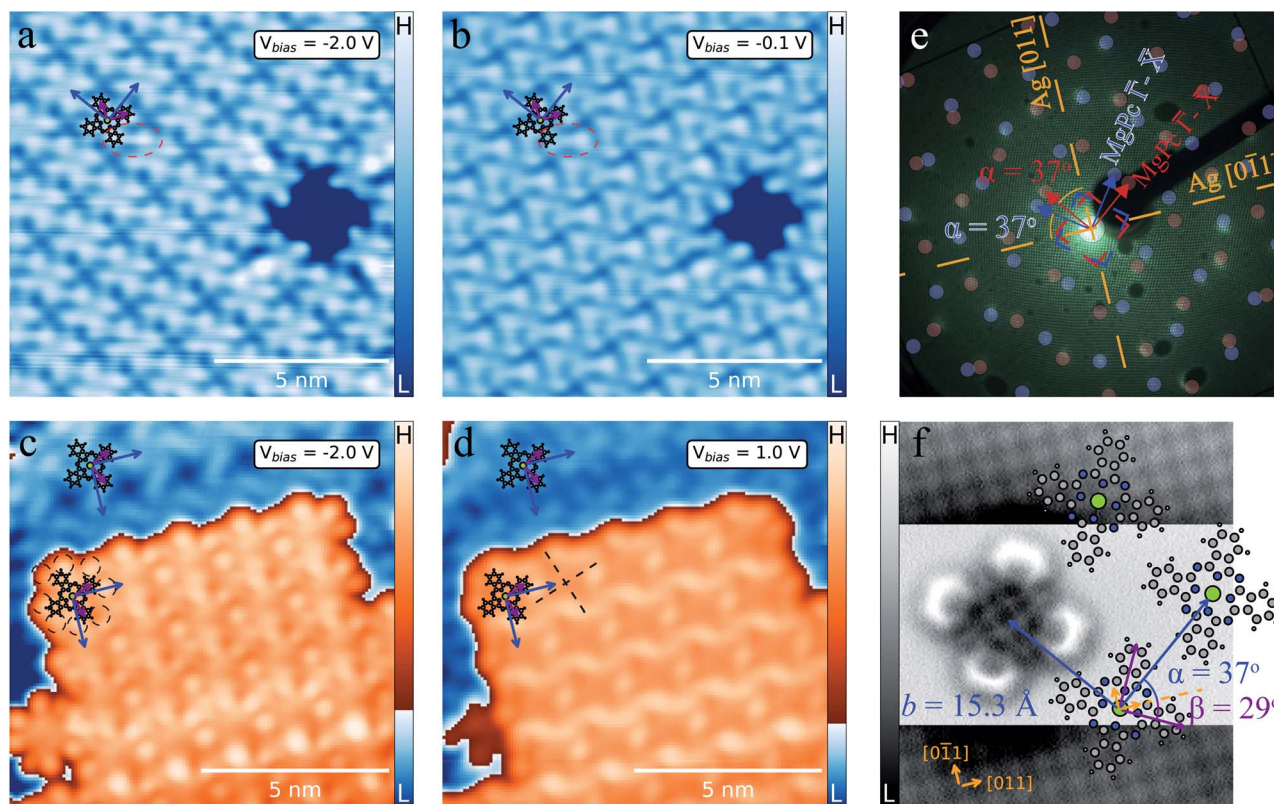 a
V_bias = -2.0 V
5 nm
H
L
b
V_bias = -0.1 V
5 nm
H
L
e
Ag [011]
MgPc Γ̄ - X̄
MgPc Γ̄ - X̄
α = 37°
α = 37°
Ag [01̄1]
c
V_bias = -2.0 V
5 nm
H
L
d
V_bias = 1.0 V
5 nm
H
L
f
H
L
α = 37°
b = 15.3 Å
β = 29°
[01̄1]
[011]